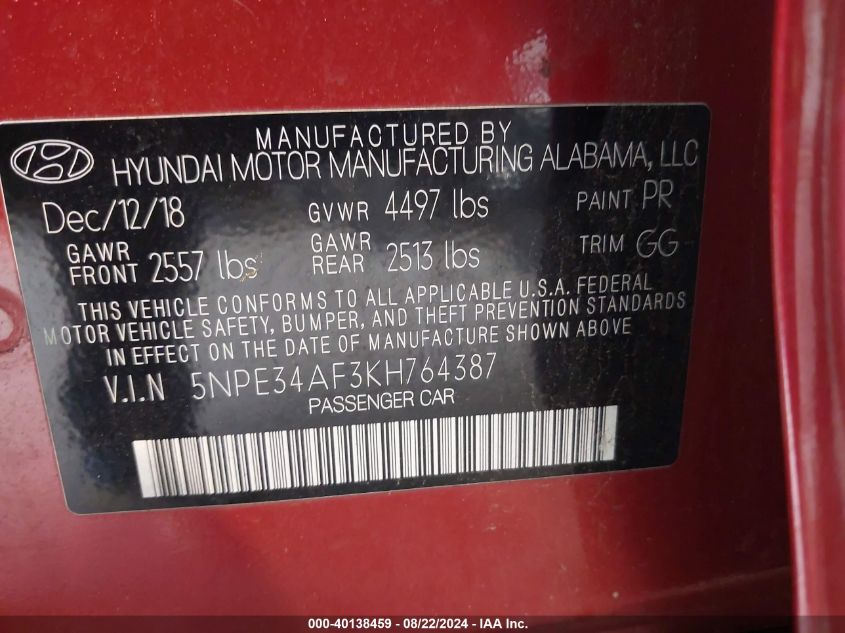 MANUFACTURED BY
HYUNDAI MOTOR MANUFACTURING ALABAMA, LLC
Dec/12/18 GVWR 4497 lbs PAINT PR
GAWR FRONT 2557 lbs GAWR REAR 2513 lbs TRIM GG
THIS VEHICLE CONFORMS TO ALL APPLICABLE U.S.A. FEDERAL
MOTOR VEHICLE SAFETY, BUMPER, AND THEFT PREVENTION STANDARDS
IN EFFECT ON THE DATE OF MANUFACTURE SHOWN ABOVE
V.I.N 5NPE34AF3KH764387
PASSENGER CAR
000-40138459 - 08/22/2024 - IAA Inc.